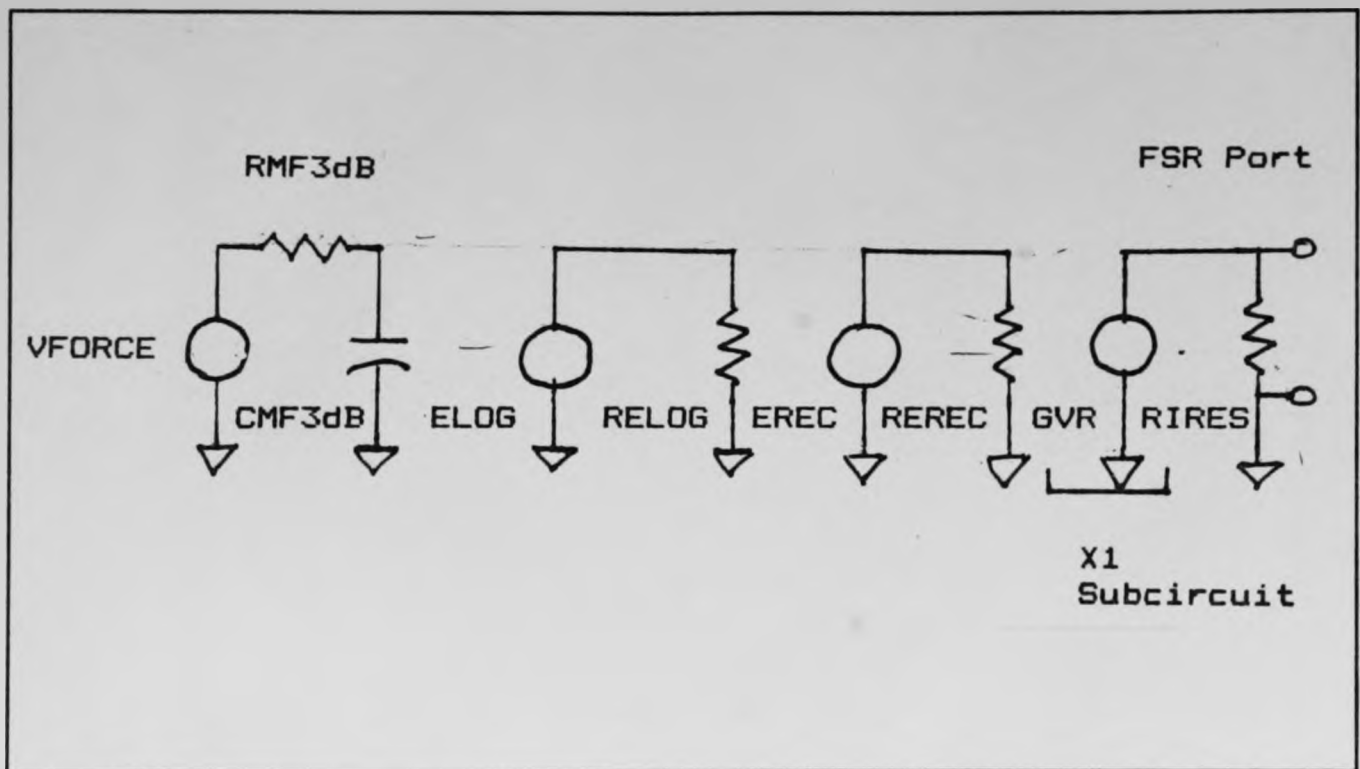 RMF3dB
FSR Port
VFORCE
CMF3dB ELOG RELOG EREC REREC GVR RIRES
X1
Subcircuit